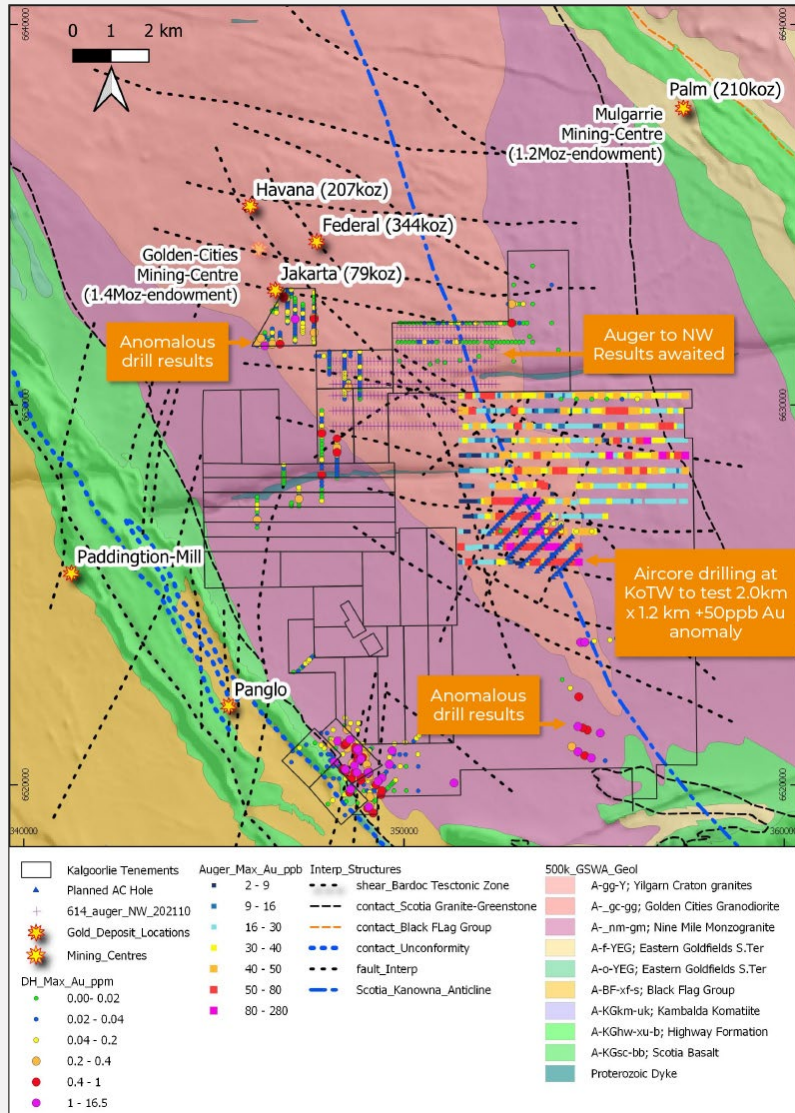 6640000
6640000
0 1 2 km
Palm (210koz)
Mulgarrie
Mining-Centre
(1.2Moz-endowment)
Havana (207koz)
Federal (344koz)
Golden-Cities
Mining-Centre
(1.4Moz-endowment)
Jakarta (79koz)
Anomalous
drill results
Auger to NW
Results awaited
6630000
6630000
Paddingtion-Mill
Aircore drilling at
KoTW to test 2.0km
x 1.2 km +50ppb Au
anomaly
Panglo
Anomalous
drill results
6620000
6620000
340000
350000
360000
Kalgoorlie Tenements
Planned AC Hole
614_auger_NW_202110
Gold_Deposit_Locations
Mining_Centres
DH_Max_Au_ppm
0.00- 0.02
0.02 - 0.04
0.04 - 0.2
0.2 - 0.4
0.4 - 1
1 - 16.5
Auger_Max_Au_ppb
2 - 9
9 - 16
16 - 30
30 - 40
40 - 50
50 - 80
80 - 280
Interp_Structures
shear_Bardoc Tesctonic Zone
contact_Scotia Granite-Greenstone
contact_Black FLag Group
contact_Unconformity
fault_Interp
Scotia_Kanowna_Anticline
500k_GSWA_Geol
A-gg-Y; Yilgarn Craton granites
A-_gc-gg; Golden Cities Granodiorite
A-_nm-gm; Nine Mile Monzogranite
A-f-YEG; Eastern Goldfields S.Ter
A-o-YEG; Eastern Goldfields S.Ter
A-BF-xf-s; Black Flag Group
A-KGkm-uk; Kambalda Komatiite
A-KGhw-xu-b; Highway Formation
A-KGsc-bb; Scotia Basalt
Proterozoic Dyke